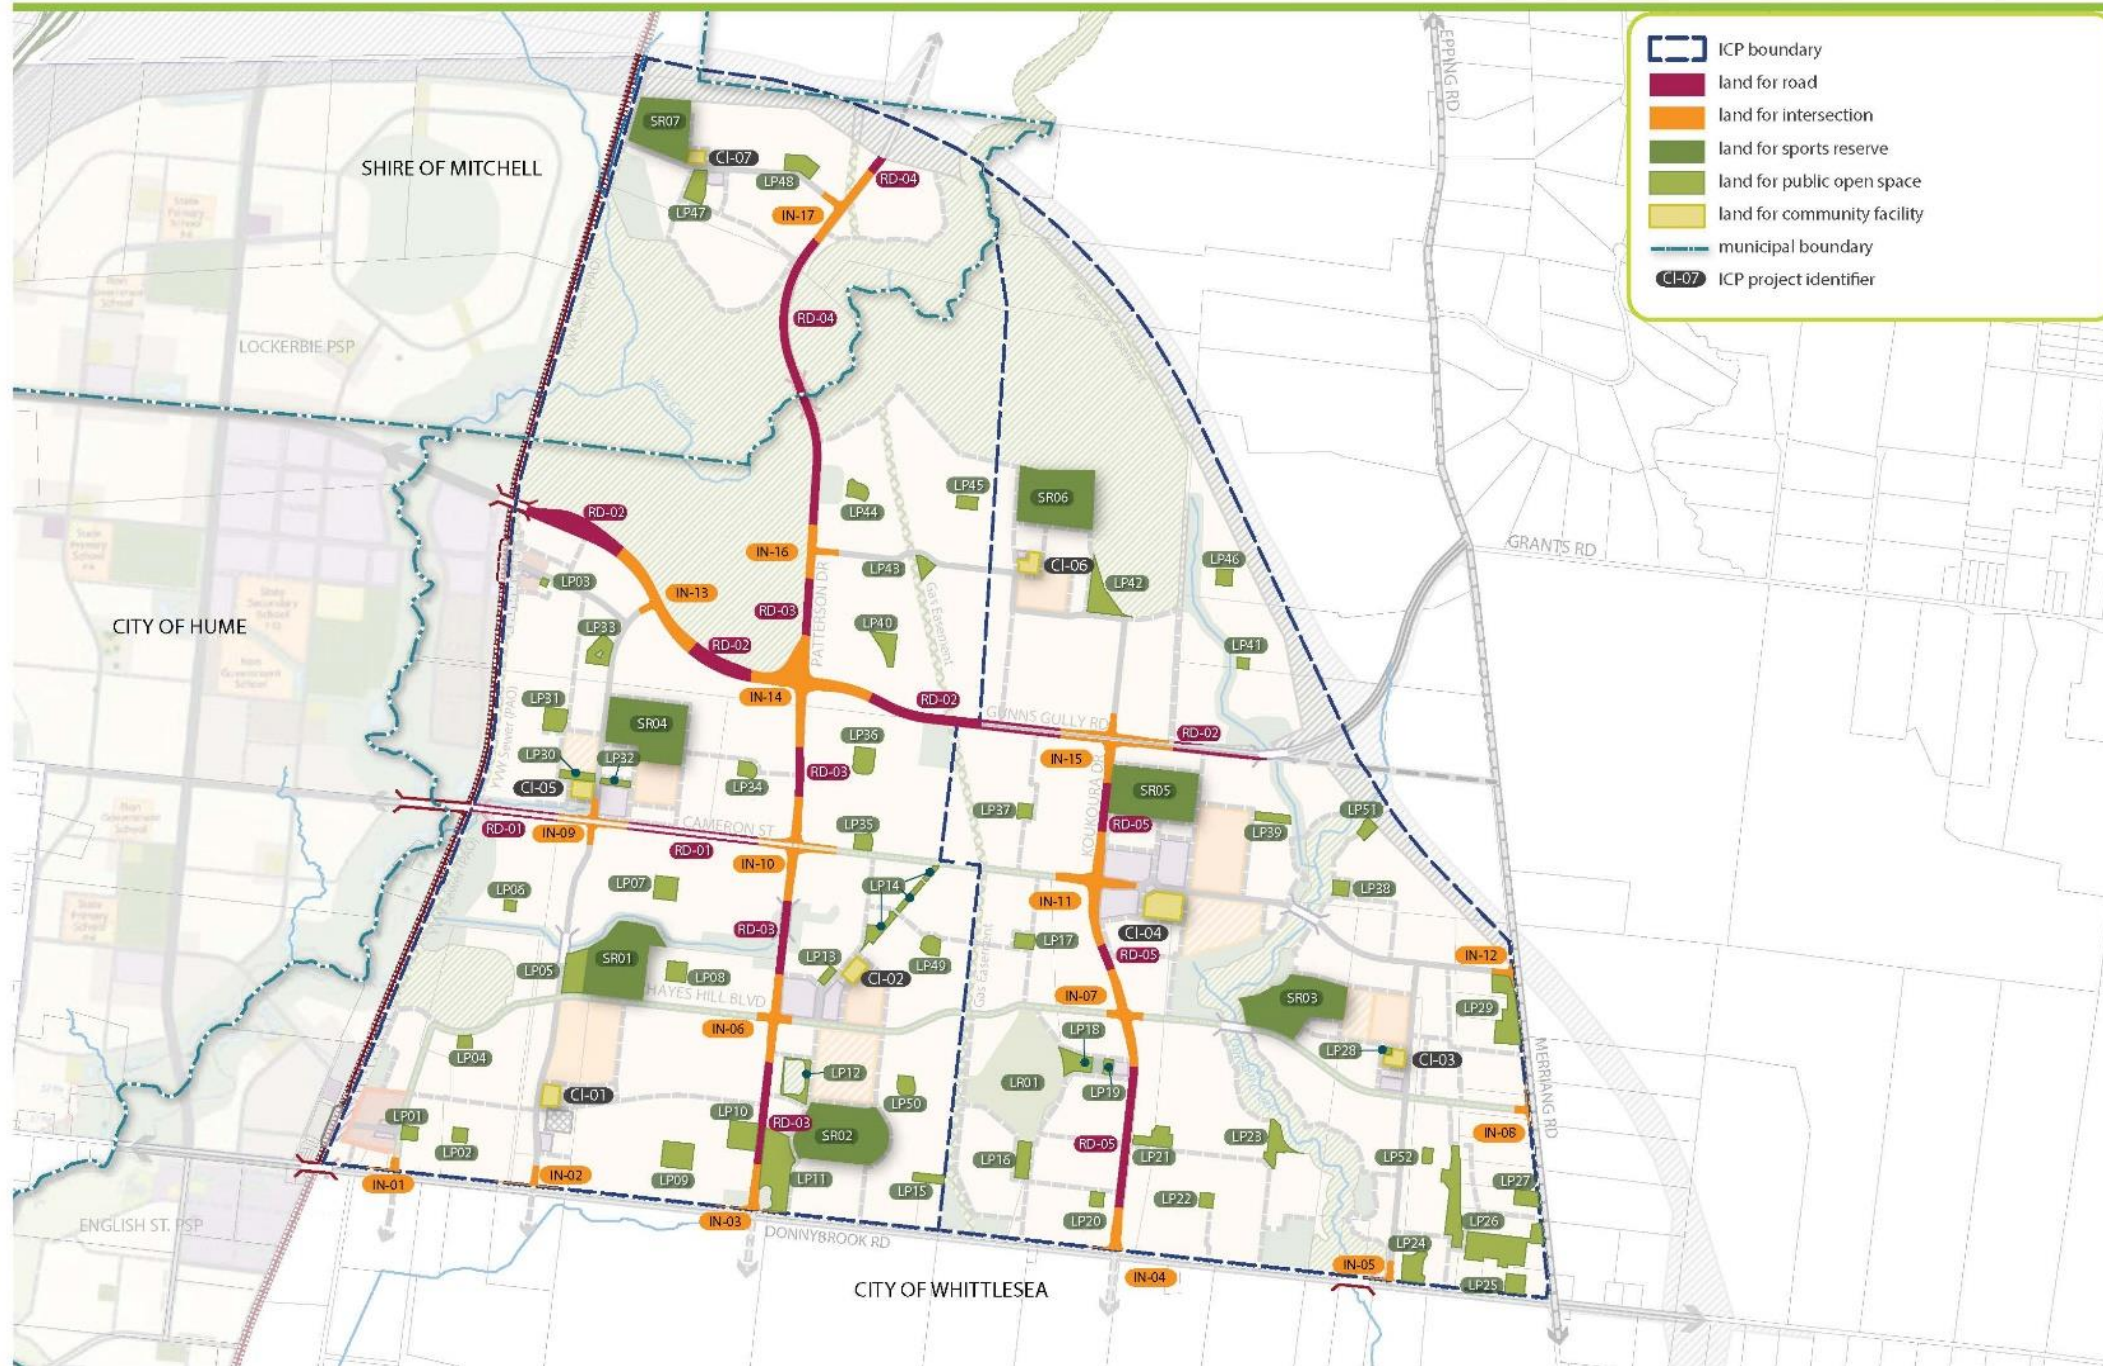 ICP boundary
land for road
land for intersection
land for sports reserve
land for public open space
land for community facility
municipal boundary
CI-07 ICP project identifier
EPPING RD
SHIRE OF MITCHELL
SR07
CI-07
LP48
RD-04
LP47
IN-17
RD-04
LOCKERBIE PSP
LP45
SR06
LP44
RD-02
GRANTS RD
IN-16
LP43
CI-06
LP46
LP42
LP03
IN-13
PATTERSON DR
RD-03
Gas Easement
CITY OF HUME
LP33
LP40
RD-02
LP41
IN-14
LP31
RD-02
GUNNS GULLY RD
SR04
RD-02
LP36
LP30
LP32
IN-15
KOUKOURA DR
RD-03
CI-05
LP34
SR05
LP37
LP51
RD-01
IN-09
CAMERON ST
RD-05
LP39
LP35
RD-01
IN-10
LP07
LP14
LP06
LP38
IN-11
RD-03
CI-04
LP17
SR01
LP13
LP49
RD-05
IN-12
LP05
LP08
CI-02
Gas Easement
HAYES HILL BLVD
IN-07
SR03
LP29
IN-06
LP18
LP04
LP28
CI-03
MERRIANG RD
LP12
LR01
CI-01
LP50
LP19
LP01
LP10
RD-03
SR02
RD-05
IN-08
LP02
LP23
LP21
LP52
LP16
IN-01
IN-02
LP09
LP11
LP15
LP27
LP22
LP20
IN-03
LP26
ENGLISH ST. PSP
DONNYBROOK RD
LP24
IN-05
IN-04
LP25
CITY OF WHITTLESEA